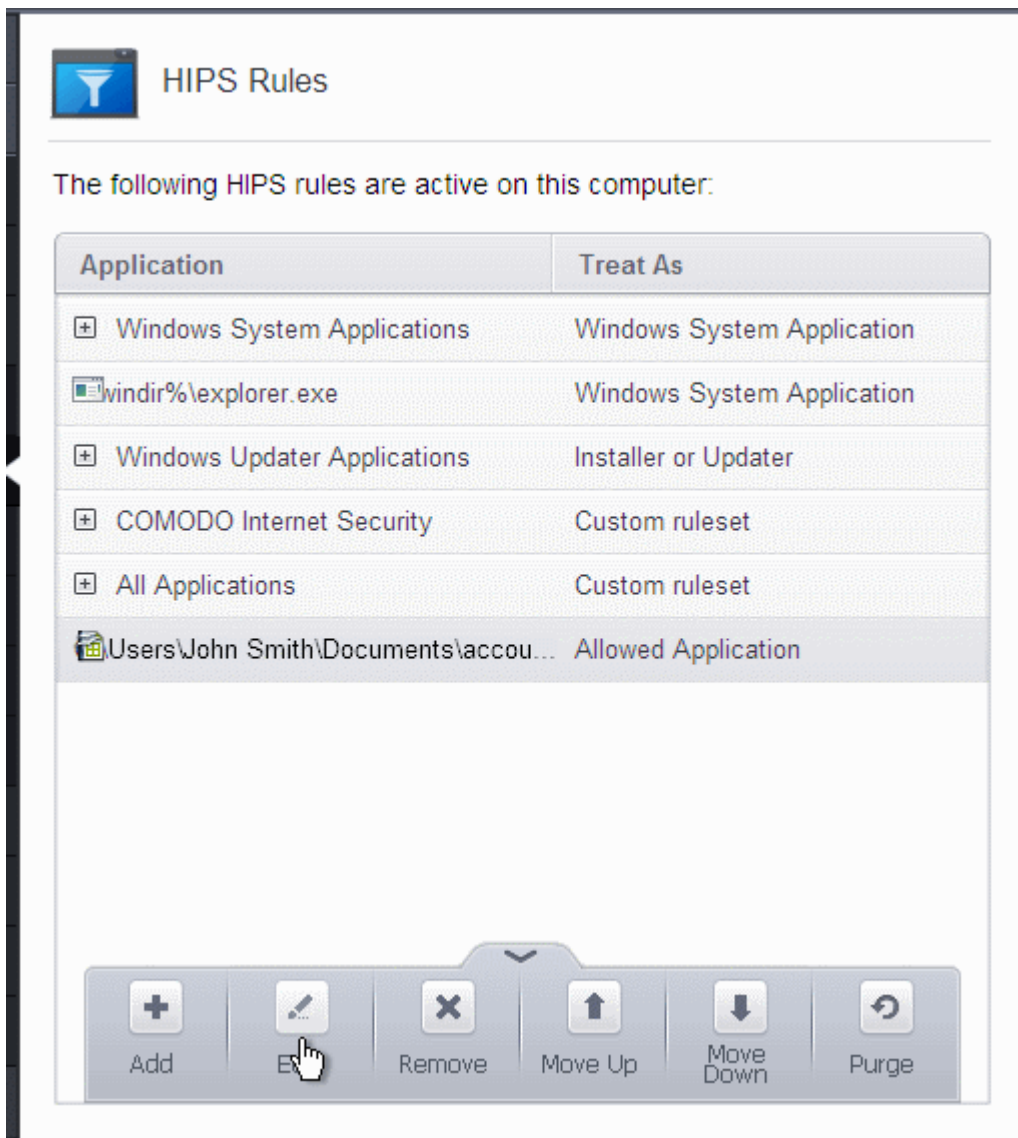 HIPS Rules
The following HIPS rules are active on this computer:
Application Treat As
Windows System Applications Windows System Application
windir%\explorer.exe Windows System Application
Windows Updater Applications Installer or Updater
COMODO Internet Security Custom ruleset
All Applications Custom ruleset
\Users\John Smith\Documents\accou... Allowed Application
Add Remove Move Up Move Down Purge